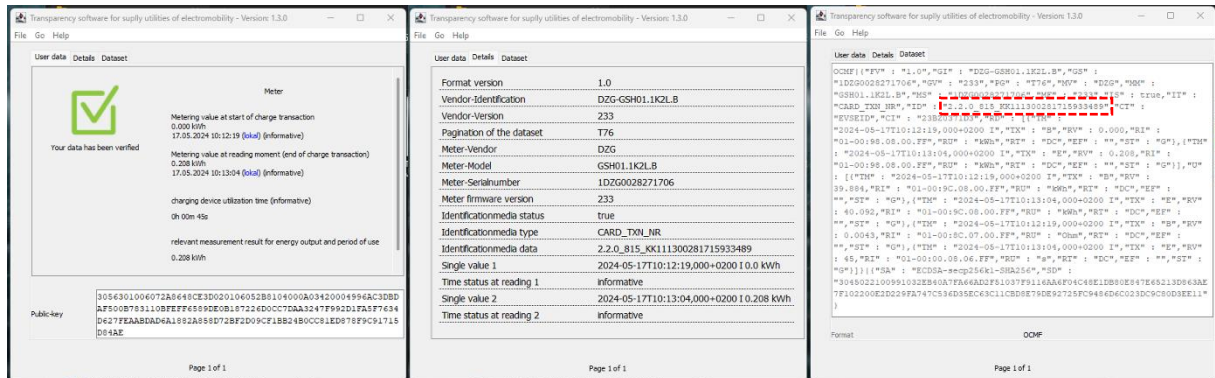 Transparency software for suplly utilities of electromobility - Version: 1.3.0
File Go Help
User data Details Dataset
Your data has been verified
Meter
Metering value at start of charge transaction
0.000 kWh
17.05.2024 10:12:19 (lokal) (informative)
Metering value at reading moment (end of charge transaction)
0.208 kWh
17.05.2024 10:13:04 (lokal) (informative)
charging device utilization time (informative)
0h 00m 45s
relevant measurement result for energy output and period of use
0.208 kWh
Public-key
3056301006072A8648CE3D020106052B8104000A03420004996AC3DBD
AF500B783110BFEFF6589DE0B187226D0CC7DAA3247F992D1FA5F7634
D627FEAABDAD6A1882A858D72BF2D09CF1BB24B0CC81ED878F9C91715
D84AE
Page 1 of 1
Transparency software for suplly utilities of electromobility - Version: 1.3.0
File Go Help
User data Details Dataset
Format version 1.0
Vendor-Identification DZG-GSH01.1K2L.B
Vendor-Version 233
Pagination of the dataset T76
Meter-Vendor DZG
Meter-Model GSH01.1K2L.B
Meter-Serialnumber 1DZG0028271706
Meter firmware version 233
Identificationmedia status true
Identificationmedia type CARD_TXN_NR
Identificationmedia data 2.2.0_815_KK111300281715933489
Single value 1 2024-05-17T10:12:19,000+0200 I 0.0 kWh
Time status at reading 1 informative
Single value 2 2024-05-17T10:13:04,000+0200 I 0.208 kWh
Time status at reading 2 informative
Page 1 of 1
Transparency software for suplly utilities of electromobility - Version: 1.3.0
File Go Help
User data Details Dataset
OCMF|{"FV" : "1.0","GI" : "DZG-GSH01.1K2L.B","GS" :
"1DZG0028271706","GV" : "233","PG" : "T76","MV" : "DZG","MM" :
"GSH01.1K2L.B","MS" : "1DZG0028271706","MF" : "233","IS" : true,"IT" :
"CARD_TXN_NR","ID" : "2.2.0_815_KK111300281715933489","CT" :
"EVSEID","CI" : "23BZ0371D3","RD" : [{"TM" :
"2024-05-17T10:12:19,000+0200 I","TX" : "B","RV" : 0.000,"RI" :
"01-00:98.08.00.FF","RU" : "kWh","RT" : "DC","EF" : "","ST" : "G"},{"TM"
: "2024-05-17T10:13:04,000+0200 I","TX" : "E","RV" : 0.208,"RI" :
"01-00:98.08.00.FF","RU" : "kWh","RT" : "DC","EF" : "","ST" : "G"}],"U"
: [{"TM" : "2024-05-17T10:12:19,000+0200 I","TX" : "B","RV" :
39.884,"RI" : "01-00:9C.08.00.FF","RU" : "kWh","RT" : "DC","EF" :
"","ST" : "G"},{"TM" : "2024-05-17T10:13:04,000+0200 I","TX" : "E","RV"
: 40.092,"RI" : "01-00:9C.08.00.FF","RU" : "kWh","RT" : "DC","EF" :
"","ST" : "G"},{"TM" : "2024-05-17T10:12:19,000+0200 I","TX" : "B","RV"
: 0.0043,"RI" : "01-00:8C.07.00.FF","RU" : "Ohm","RT" : "DC","EF" :
"","ST" : "G"},{"TM" : "2024-05-17T10:13:04,000+0200 I","TX" : "E","RV"
: 45,"RI" : "01-00:00.08.06.FF","RU" : "s","RT" : "DC","EF" : "","ST" :
"G"}]}|{"SA" : "ECDSA-secp256k1-SHA256","SD" :
"3045022100991032EB40A7FA66AD2F51037F9116AA6F04C48E1DB80E847E65213D863AE
7F102200E2D229FA747C536D35EC63C11CBD8E79DE92725FC9486D6C023DC9C80D3EE11"
}
Format OCMF
Page 1 of 1